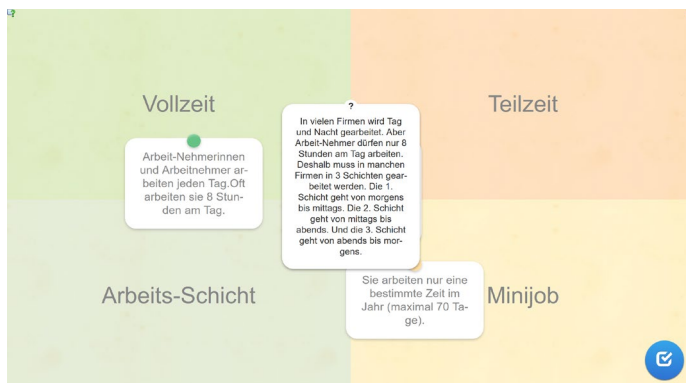 Vollzeit
Teilzeit
?
In vielen Firmen wird Tag
und Nacht gearbeitet. Aber
Arbeit-Nehmer dürfen nur 8
Stunden am Tag arbeiten.
Deshalb muss in manchen
Firmen in 3 Schichten gear-
beitet werden. Die 1.
Schicht geht von morgens
bis mittags. Die 2. Schicht
geht von mittags bis
abends. Und die 3. Schicht
geht von abends bis mor-
gens.
Arbeit-Nehmerinnen
und Arbeitnehmer ar-
beiten jeden Tag.Oft
arbeiten sie 8 Stun-
den am Tag.
Arbeits-Schicht
Sie arbeiten nur eine
bestimmte Zeit im
Jahr (maximal 70 Ta-
ge).
Minijob